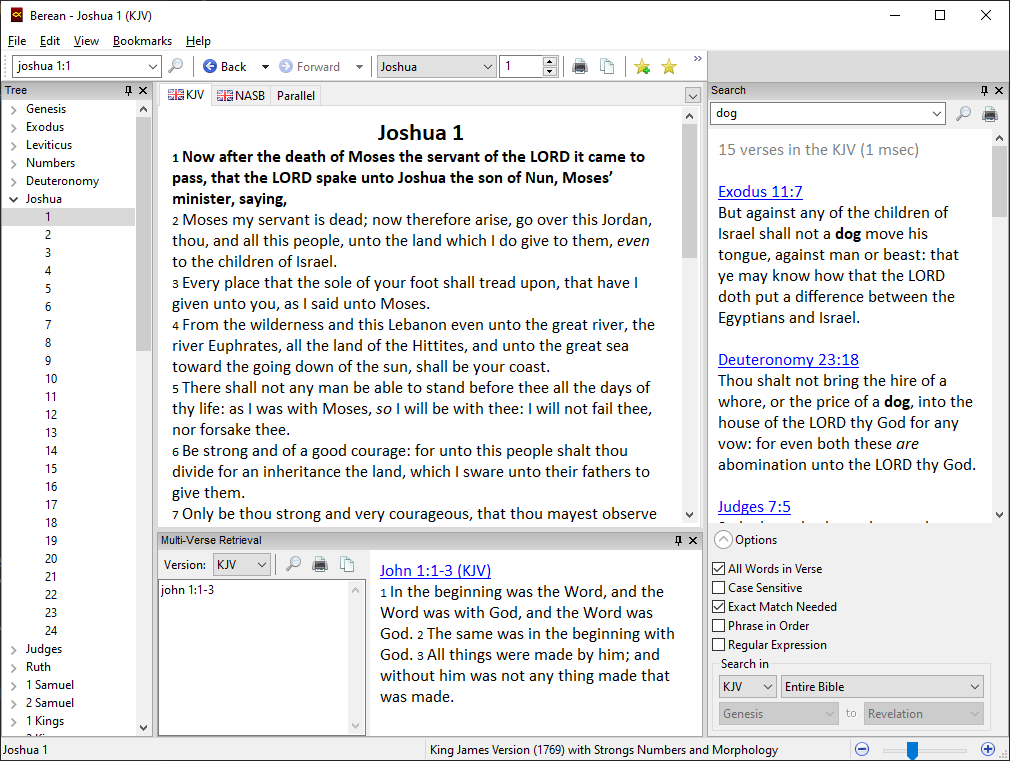 Berean - Joshua 1 (KJV)
File Edit View Bookmarks Help
joshua 1:1
Back
Forward
Joshua
1
»
Tree
Genesis
Exodus
Leviticus
Numbers
Deuteronomy
Joshua
1
2
3
4
5
6
7
8
9
10
11
12
13
14
15
16
17
18
19
20
21
22
23
24
Judges
Ruth
1 Samuel
2 Samuel
1 Kings
KJV NASB Parallel
Joshua 1
1 Now after the death of Moses the servant of the LORD it came to
pass, that the LORD spake unto Joshua the son of Nun, Moses’
minister, saying,
2 Moses my servant is dead; now therefore arise, go over this Jordan,
thou, and all this people, unto the land which I do give to them, even
to the children of Israel.
3 Every place that the sole of your foot shall tread upon, that have I
given unto you, as I said unto Moses.
4 From the wilderness and this Lebanon even unto the great river, the
river Euphrates, all the land of the Hittites, and unto the great sea
toward the going down of the sun, shall be your coast.
5 There shall not any man be able to stand before thee all the days of
thy life: as I was with Moses, so I will be with thee: I will not fail thee,
nor forsake thee.
6 Be strong and of a good courage: for unto this people shalt thou
divide for an inheritance the land, which I sware unto their fathers to
give them.
7 Only be thou strong and very courageous, that thou mayest observe
Multi-Verse Retrieval
Version: KJV
john 1:1-3
John 1:1-3 (KJV)
1 In the beginning was the Word, and the
Word was with God, and the Word was
God. 2 The same was in the beginning with
God. 3 All things were made by him; and
without him was not any thing made that
was made.
Search
dog
15 verses in the KJV (1 msec)
Exodus 11:7
But against any of the children of
Israel shall not a dog move his
tongue, against man or beast: that
ye may know how that the LORD
doth put a difference between the
Egyptians and Israel.
Deuteronomy 23:18
Thou shalt not bring the hire of a
whore, or the price of a dog, into the
house of the LORD thy God for any
vow: for even both these are
abomination unto the LORD thy God.
Judges 7:5
Options
All Words in Verse
Case Sensitive
Exact Match Needed
Phrase in Order
Regular Expression
Search in
KJV Entire Bible
Genesis to Revelation
Joshua 1
King James Version (1769) with Strongs Numbers and Morphology